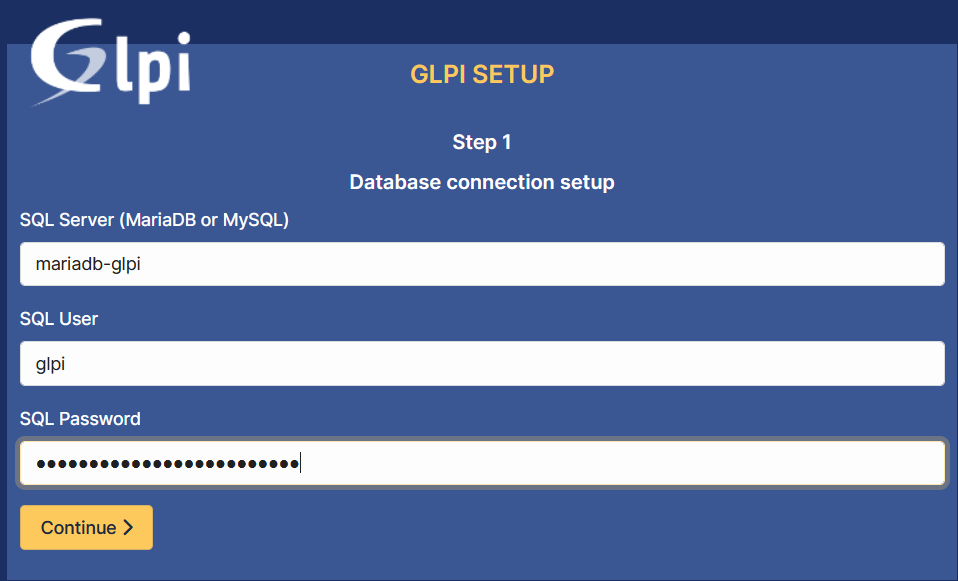 Glpi
GLPI SETUP
Step 1
Database connection setup
SQL Server (MariaDB or MySQL)
mariadb-glpi
SQL User
glpi
SQL Password
•••••••••••••••••••••••••
Continue